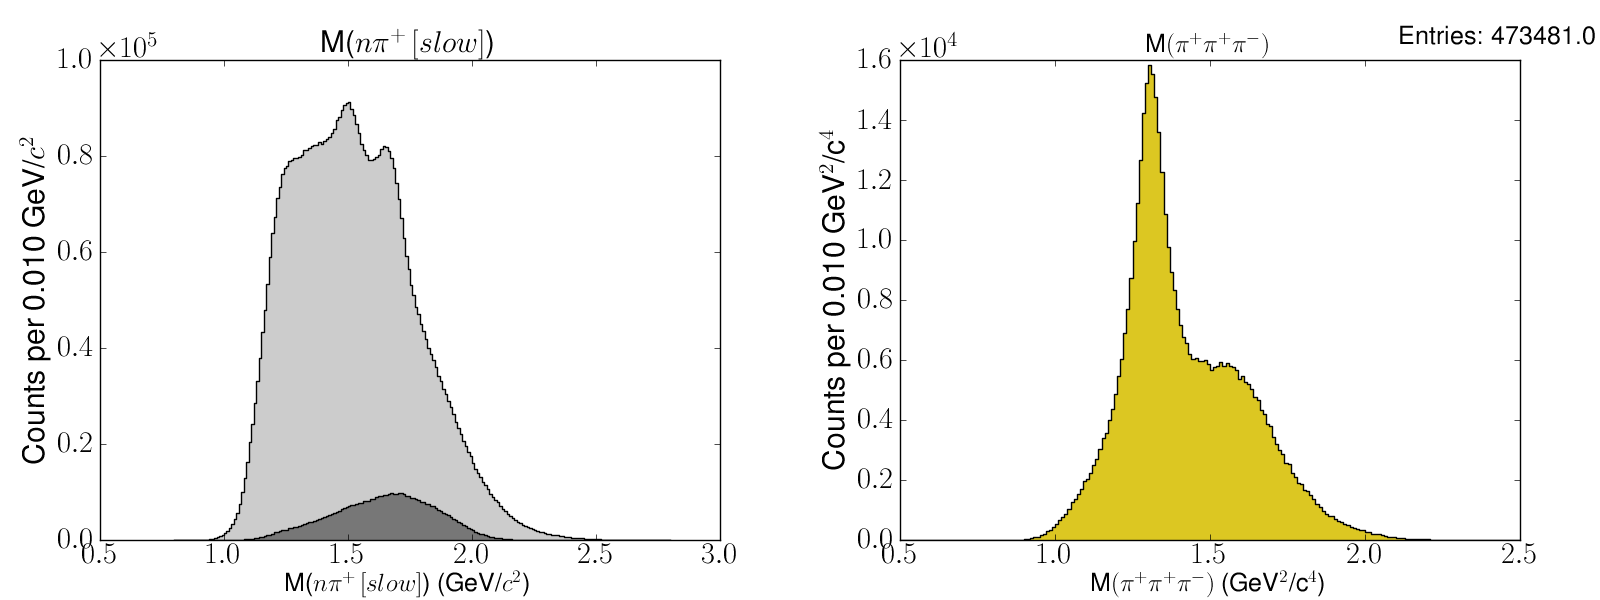 M(nπ⁺[slow])
×10⁵
1.0
0.8
0.6
0.4
0.2
0.0
0.5 1.0 1.5 2.0 2.5 3.0
Counts per 0.010 GeV/c²
M(nπ⁺[slow]) (GeV/c²)
Entries: 473481.0
M(π⁺π⁺π⁻)
×10⁴
1.6
1.4
1.2
1.0
0.8
0.6
0.4
0.2
0.0
0.5 1.0 1.5 2.0 2.5
Counts per 0.010 GeV²/c⁴
M(π⁺π⁺π⁻) (GeV²/c⁴)